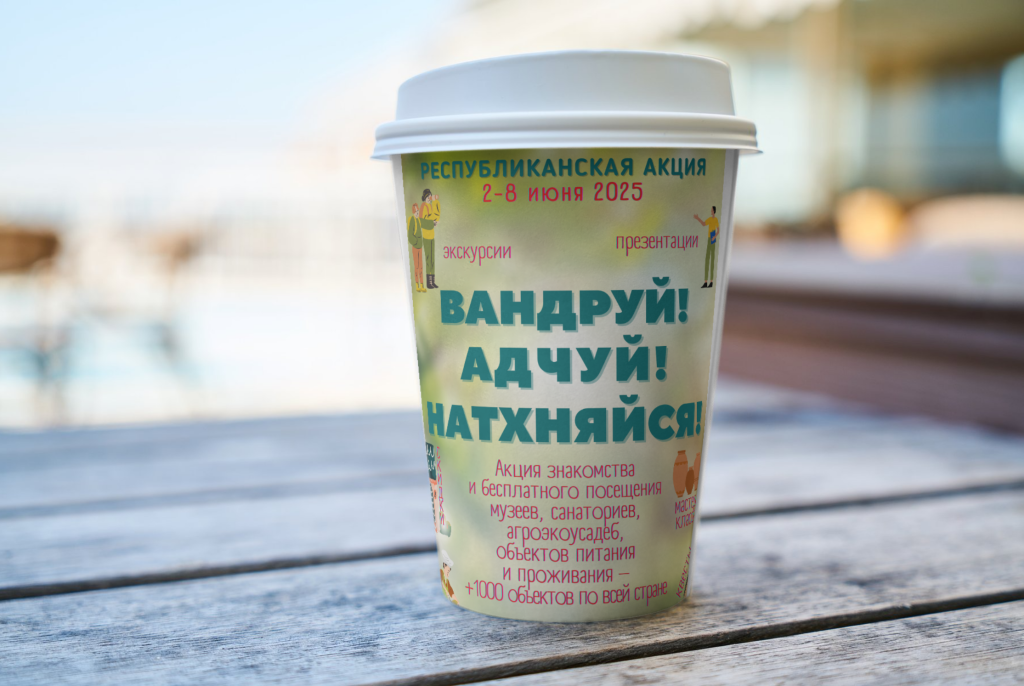 РЕСПУБЛИКАНСКАЯ АКЦИЯ
2-8 июня 2025
экскурсии
презентации
ВАНДРУЙ!
АДЧУЙ!
НАТХНЯЙСЯ!
Акция знакомства
и бесплатного посещения
музеев, санаториев,
агроэкоусадеб,
объектов питания
и проживания –
+1000 объектов по всей стране